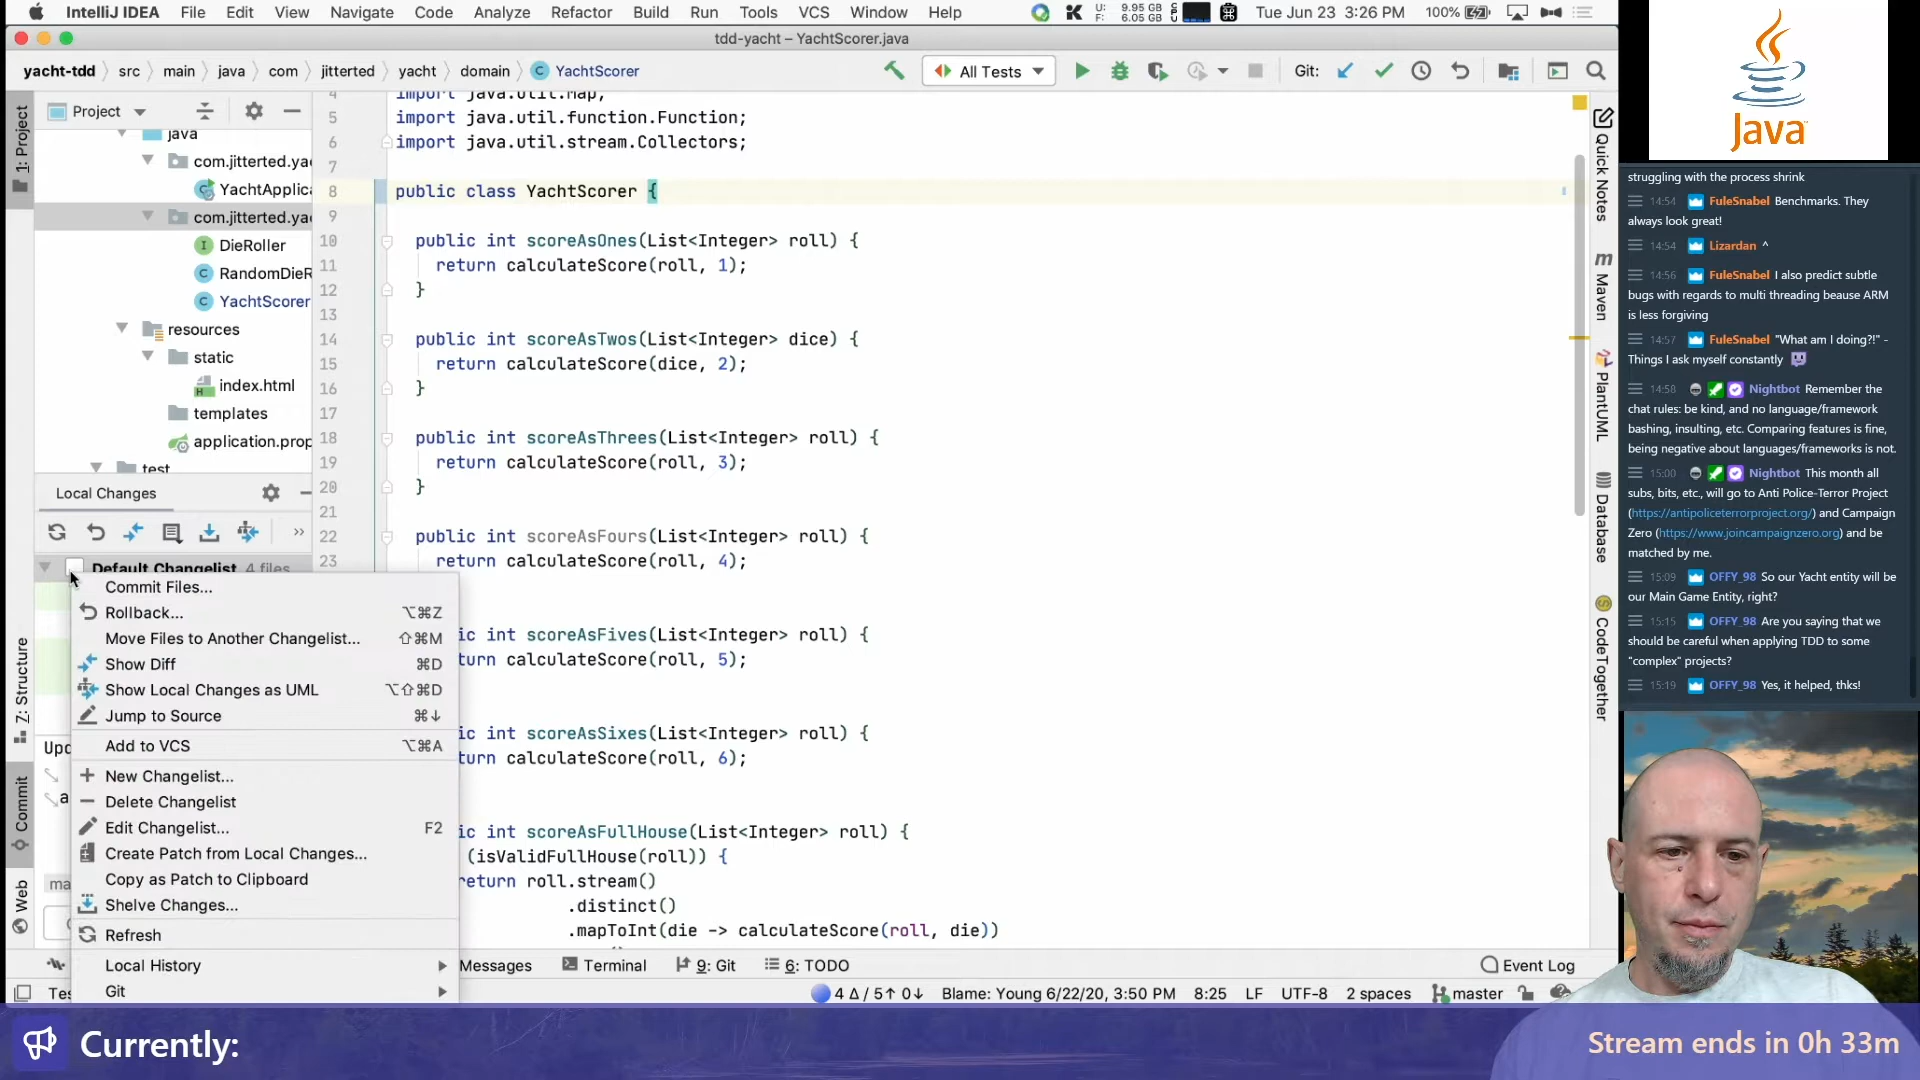 IntelliJ IDEA File Edit View Navigate Code Analyze Refactor Build Run Tools VCS Window Help
U: 9.95 GB
F: 6.05 GB
Tue Jun 23 3:26 PM 100%
tdd-yacht – YachtScorer.java
yacht-tdd src main java com jitterted yacht domain YachtScorer
All Tests
Git:
1: Project
Z: Structure
Commit
Web
Project
java
com.jitterted.yac
YachtApplica
com.jitterted.yac
DieRoller
RandomDieR
YachtScorer
resources
static
index.html
templates
application.prop
test
Local Changes
Default Changelist 4 files
Commit Files...
Rollback... ⌥⌘Z
Move Files to Another Changelist... ⇧⌘M
Show Diff ⌘D
Show Local Changes as UML ⌥⇧⌘D
Jump to Source ⌘↓
Add to VCS ⌥⌘A
New Changelist...
Delete Changelist
Edit Changelist... F2
Create Patch from Local Changes...
Copy as Patch to Clipboard
Shelve Changes...
Refresh
Local History
Git
4 import java.util.Map;
5 import java.util.function.Function;
6 import java.util.stream.Collectors;
7
8 public class YachtScorer {
9
10 public int scoreAsOnes(List<Integer> roll) {
11 return calculateScore(roll, 1);
12 }
13
14 public int scoreAsTwos(List<Integer> dice) {
15 return calculateScore(dice, 2);
16 }
17
18 public int scoreAsThrees(List<Integer> roll) {
19 return calculateScore(roll, 3);
20 }
21
22 public int scoreAsFours(List<Integer> roll) {
23 return calculateScore(roll, 4);
ic int scoreAsFives(List<Integer> roll) {
turn calculateScore(roll, 5);
ic int scoreAsSixes(List<Integer> roll) {
turn calculateScore(roll, 6);
ic int scoreAsFullHouse(List<Integer> roll) {
(isValidFullHouse(roll)) {
return roll.stream()
.distinct()
.mapToInt(die -> calculateScore(roll, die))
Quick Notes
Maven
PlantUML
Database
CodeTogether
Messages Terminal 9: Git 6: TODO Event Log
4 Δ / 5↑ 0↓ Blame: Young 6/22/20, 3:50 PM 8:25 LF UTF-8 2 spaces master
Java
struggling with the process shrink
14:54 FuleSnabel Benchmarks. They
always look great!
14:54 Lizardan ^
14:56 FuleSnabel I also predict subtle
bugs with regards to multi threading beause ARM
is less forgiving
14:57 FuleSnabel "What am I doing?!" -
Things I ask myself constantly
14:58 Nightbot Remember the
chat rules: be kind, and no language/framework
bashing, insulting, etc. Comparing features is fine,
being negative about languages/frameworks is not.
15:00 Nightbot This month all
subs, bits, etc., will go to Anti Police-Terror Project
(https://antipoliceterrorproject.org/) and Campaign
Zero (https://www.joincampaignzero.org) and be
matched by me.
15:09 OFFY_98 So our Yacht entity will be
our Main Game Entity, right?
15:15 OFFY_98 Are you saying that we
should be careful when applying TDD to some
"complex" projects?
15:19 OFFY_98 Yes, it helped, thks!
Currently:
Stream ends in 0h 33m